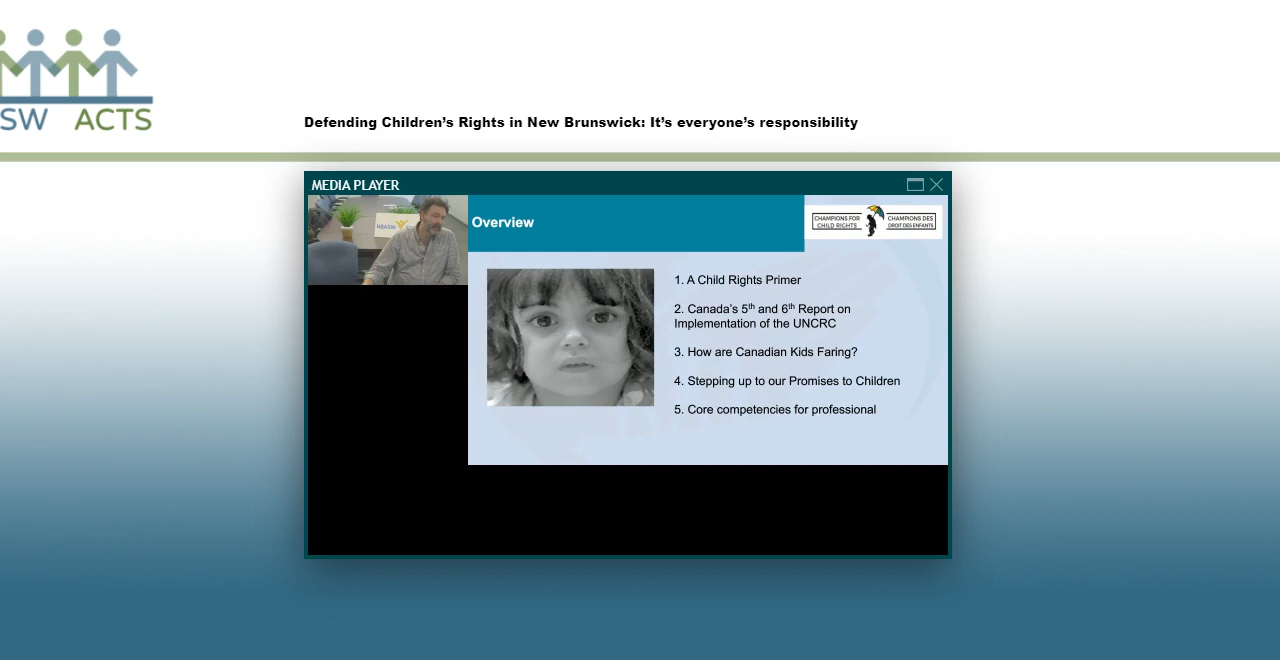 SW ACTS
Defending Children’s Rights in New Brunswick: It’s everyone’s responsibility
MEDIA PLAYER
NBASW
Overview
CHAMPIONS FOR
CHILD RIGHTS
CHAMPIONS DES
DROIT DES ENFANTS
1. A Child Rights Primer
2. Canada’s 5th and 6th Report on
Implementation of the UNCRC
3. How are Canadian Kids Faring?
4. Stepping up to our Promises to Children
5. Core competencies for professional